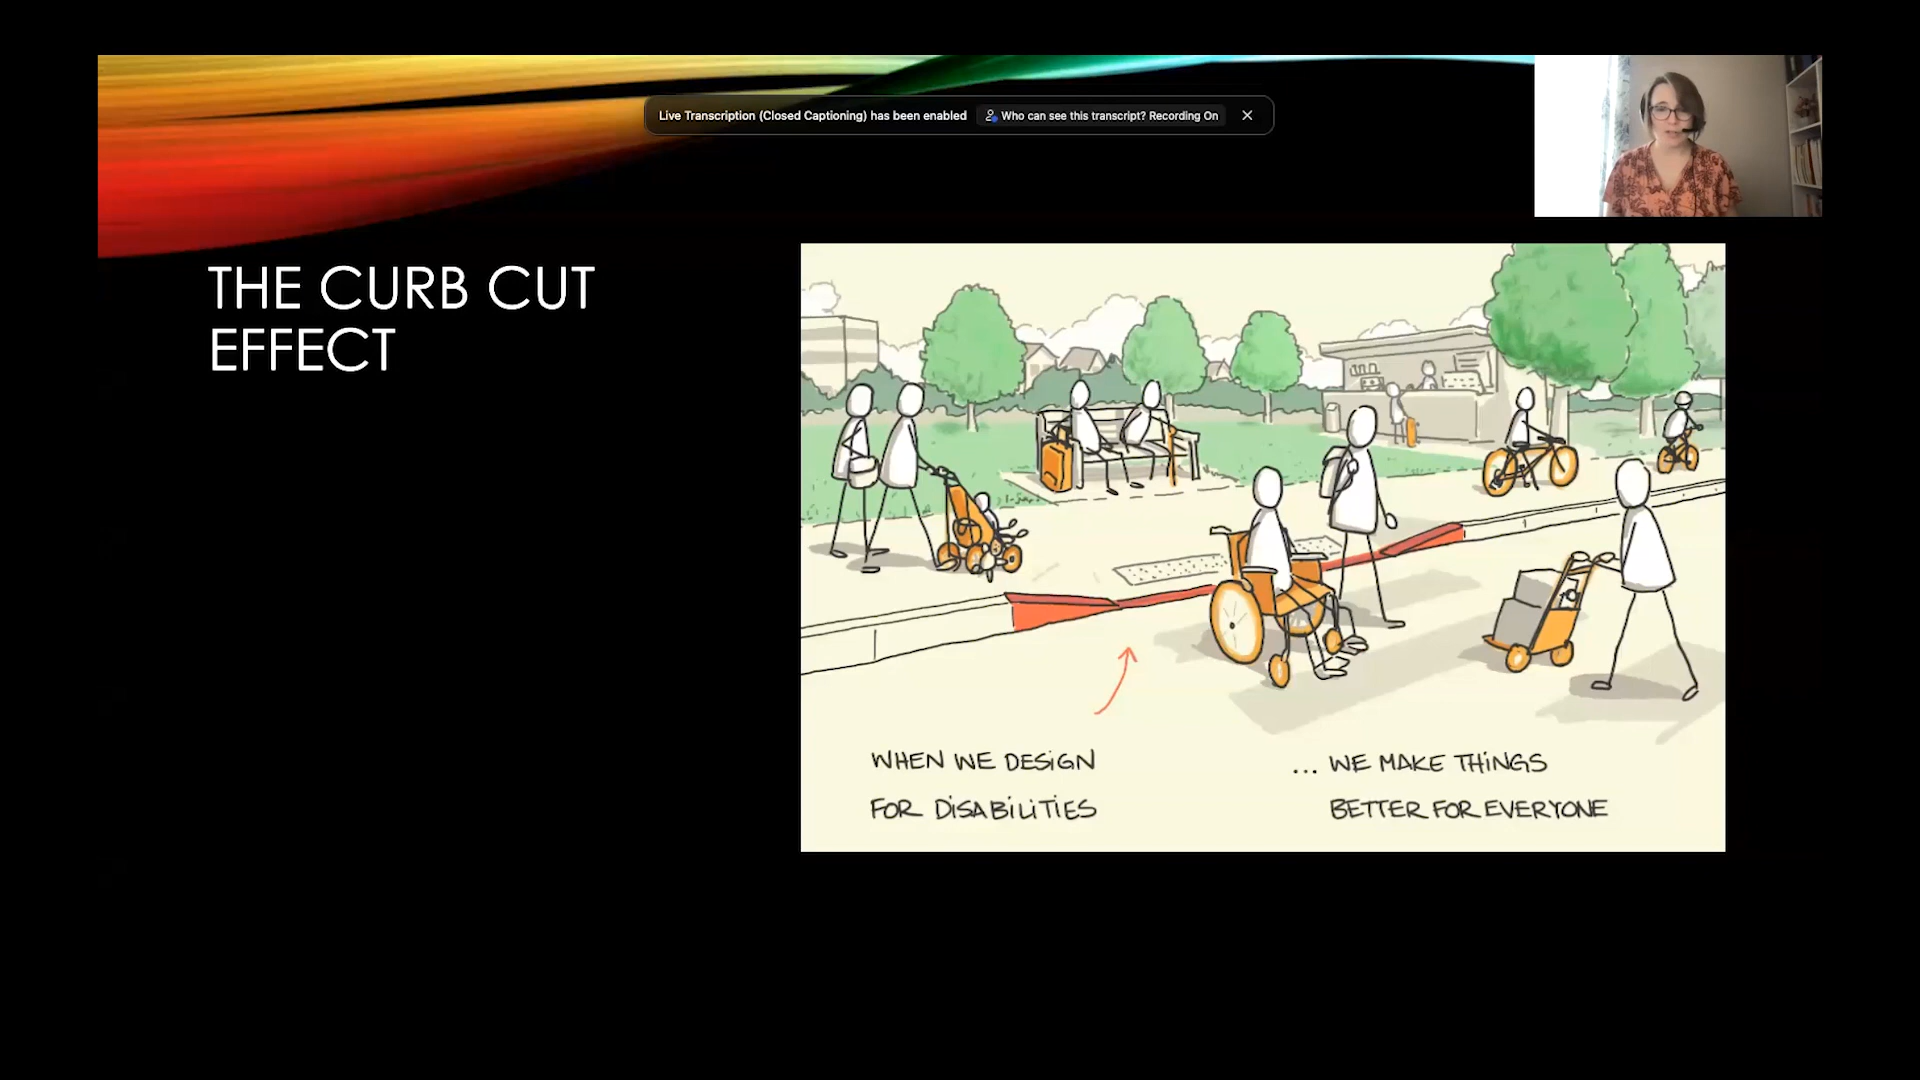 Live Transcription (Closed Captioning) has been enabled
Who can see this transcript? Recording On
THE CURB CUT
EFFECT
WHEN WE DESIGN
FOR DISABILITIES
... WE MAKE THINGS
BETTER FOR EVERYONE